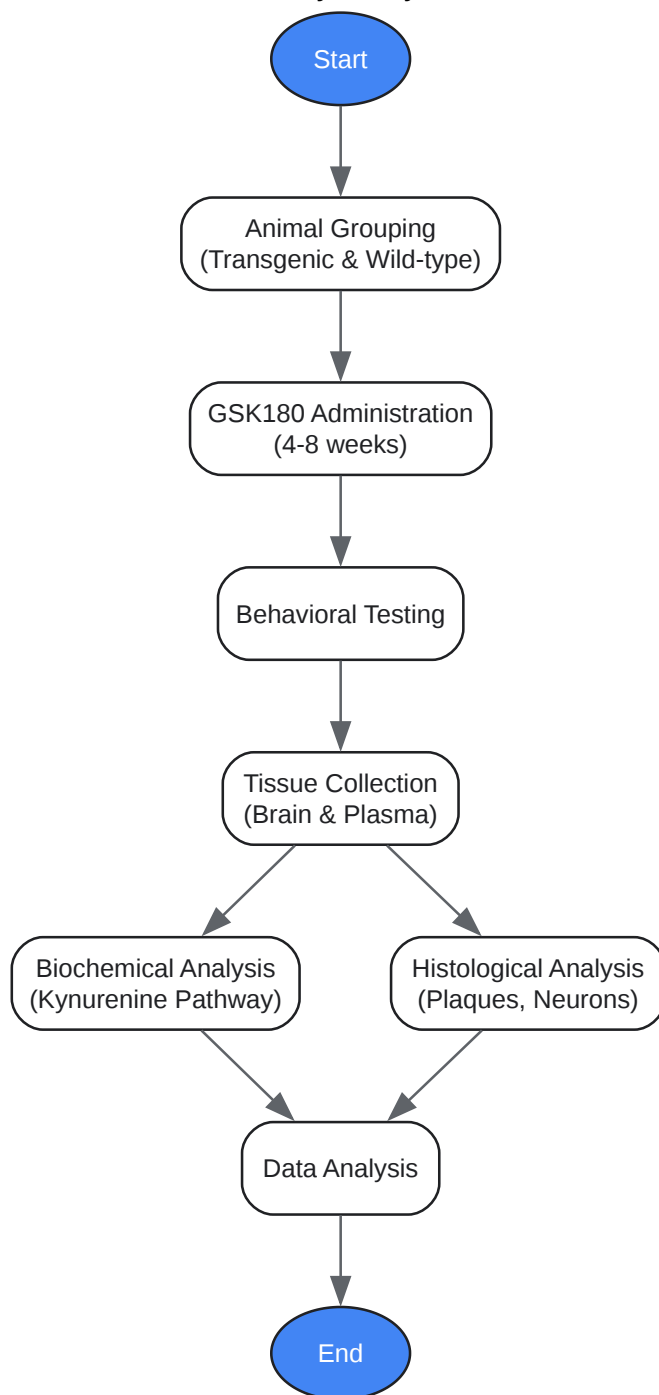 Start
Animal Grouping
(Transgenic & Wild-type)
GSK180 Administration
(4-8 weeks)
Behavioral Testing
Tissue Collection
(Brain & Plasma)
Biochemical Analysis
(Kynurenine Pathway)
Histological Analysis
(Plaques, Neurons)
Data Analysis
End